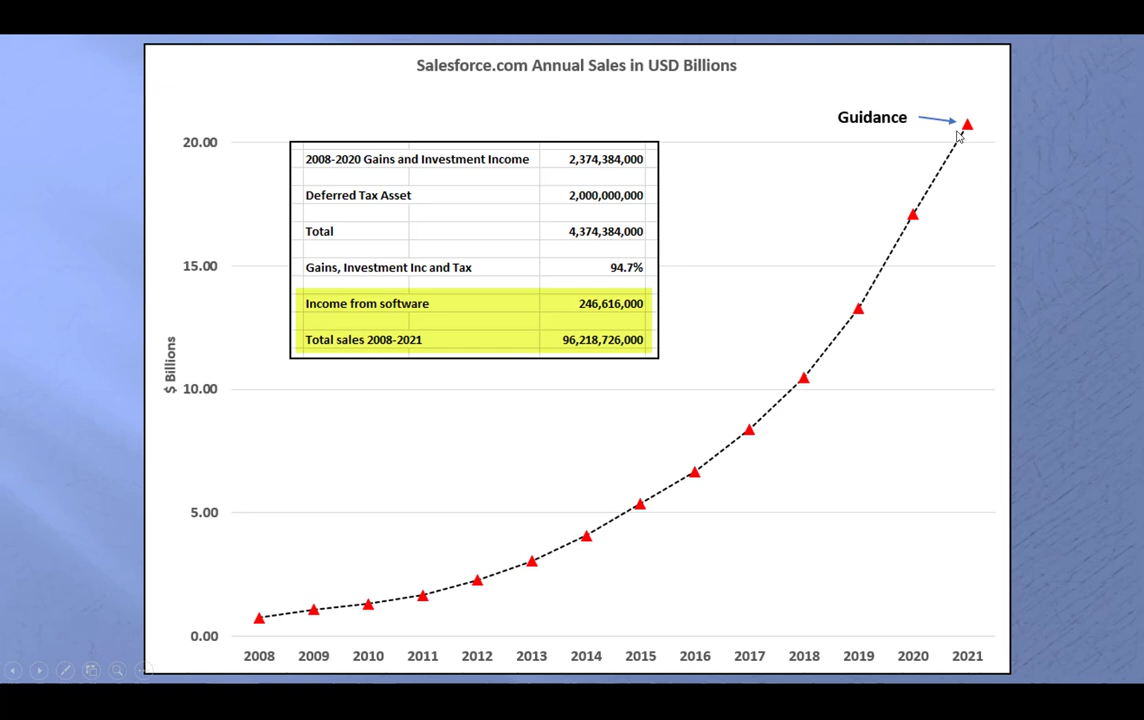 Salesforce.com Annual Sales in USD Billions
Guidance
20.00
2008-2020 Gains and Investment Income 2,374,384,000
Deferred Tax Asset 2,000,000,000
Total 4,374,384,000
15.00
Gains, Investment Inc and Tax 94.7%
Income from software 246,616,000
Total sales 2008-2021 96,218,726,000
$ Billions
10.00
5.00
0.00
2008 2009 2010 2011 2012 2013 2014 2015 2016 2017 2018 2019 2020 2021